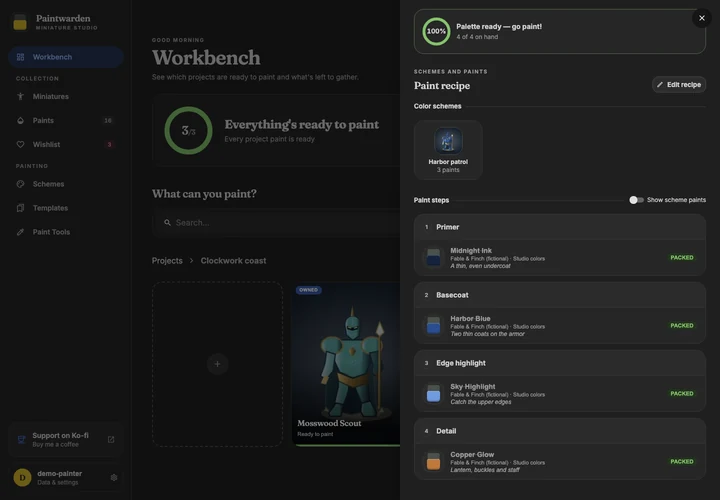 Paintwarden
MINIATURE STUDIO
Workbench
COLLECTION
Miniatures
Paints
Wishlist
PAINTING
Schemes
Templates
Paint Tools
Support on Ko-fi
Buy me a coffee
D
demo-painter
Data & settings
GOOD MORNING
Workbench
See which projects are ready to paint and what's left to gather.
3/3
Everything's ready to paint
Every project paint is ready
What can you paint?
Search...
Projects > Clockwork coast
OWNED
Mosswood Scout
Ready to paint
100%
Palette ready — go paint!
4 of 4 on hand
SCHEMES AND PAINTS
Paint recipe
Edit recipe
Color schemes
Harbor patrol
3 paints
Paint steps
Show scheme paints
1 Primer
Midnight Ink
Fable & Finch (fictional) · Studio colors
A thin, even undercoat
PACKED
2 Basecoat
Harbor Blue
Fable & Finch (fictional) · Studio colors
Two thin coats on the armor
PACKED
3 Edge highlight
Sky Highlight
Fable & Finch (fictional) · Studio colors
Catch the upper edges
PACKED
4 Detail
Copper Glow
Fable & Finch (fictional) · Studio colors
Lantern, buckles and staff
PACKED